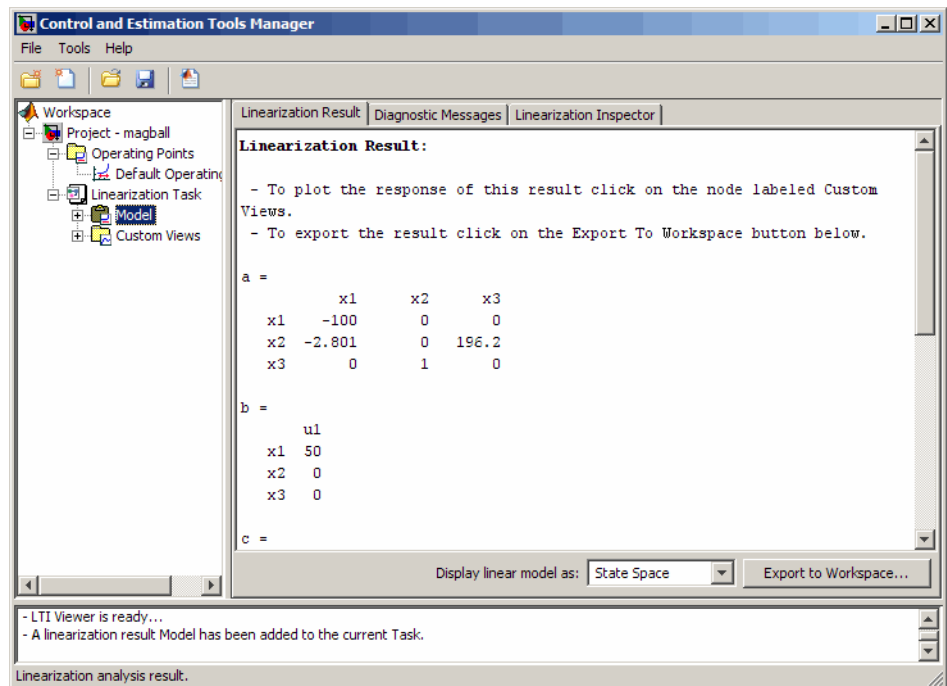 Control and Estimation Tools Manager
File Tools Help
Workspace
Project - magball
Operating Points
Default Operating
Linearization Task
Model
Custom Views
Linearization Result Diagnostic Messages Linearization Inspector
Linearization Result:
- To plot the response of this result click on the node labeled Custom
Views.
- To export the result click on the Export To Workspace button below.
a =
x1 x2 x3
x1 -100 0 0
x2 -2.801 0 196.2
x3 0 1 0
b =
u1
x1 50
x2 0
x3 0
c =
Display linear model as: State Space Export to Workspace...
- LTI Viewer is ready...
- A linearization result Model has been added to the current Task.
Linearization analysis result.